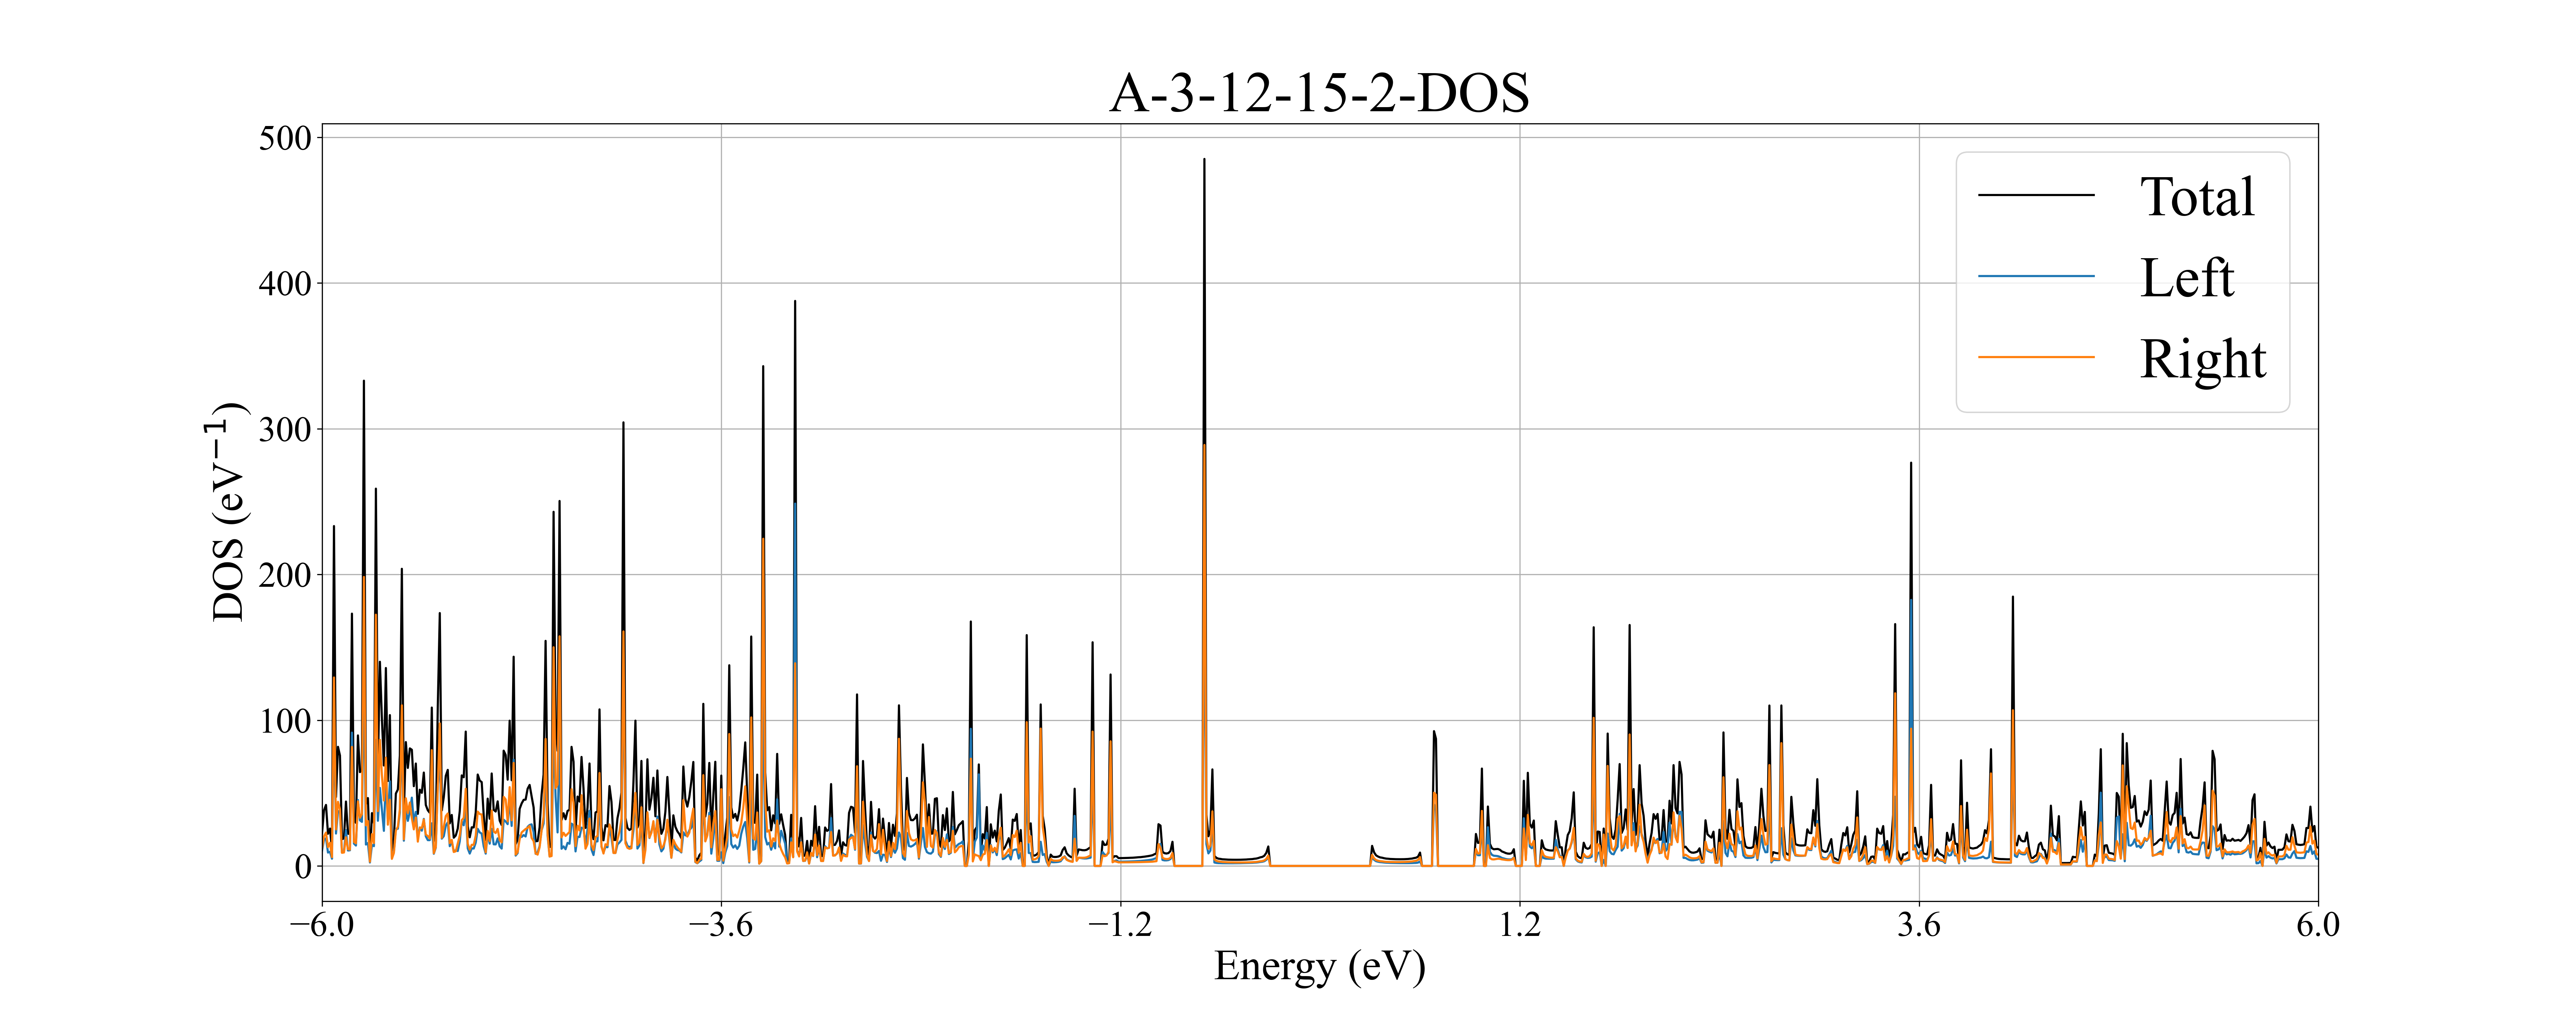 A-3-12-15-2-DOS
500
400
300
200
100
0
DOS (eV⁻¹)
Total
Left
Right
−6.0
−3.6
−1.2
1.2
3.6
6.0
Energy (eV)